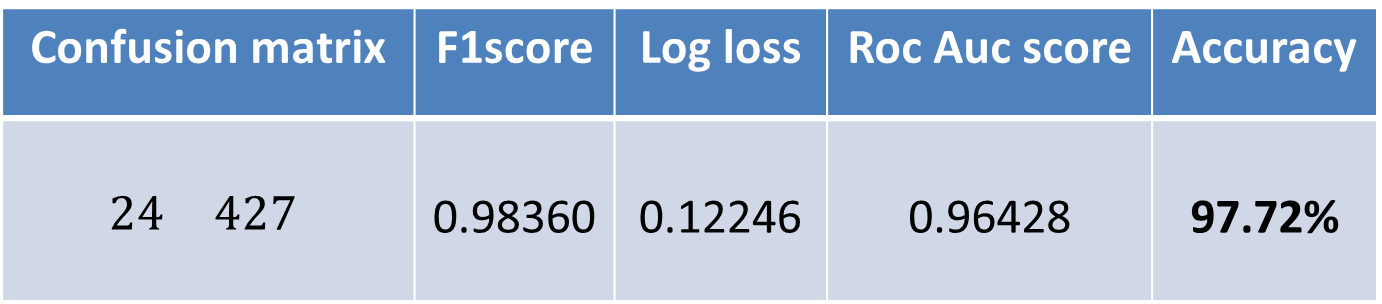 Confusion matrix F1score Log loss Roc Auc score Accuracy
24 427 0.98360 0.12246 0.96428 97.72%